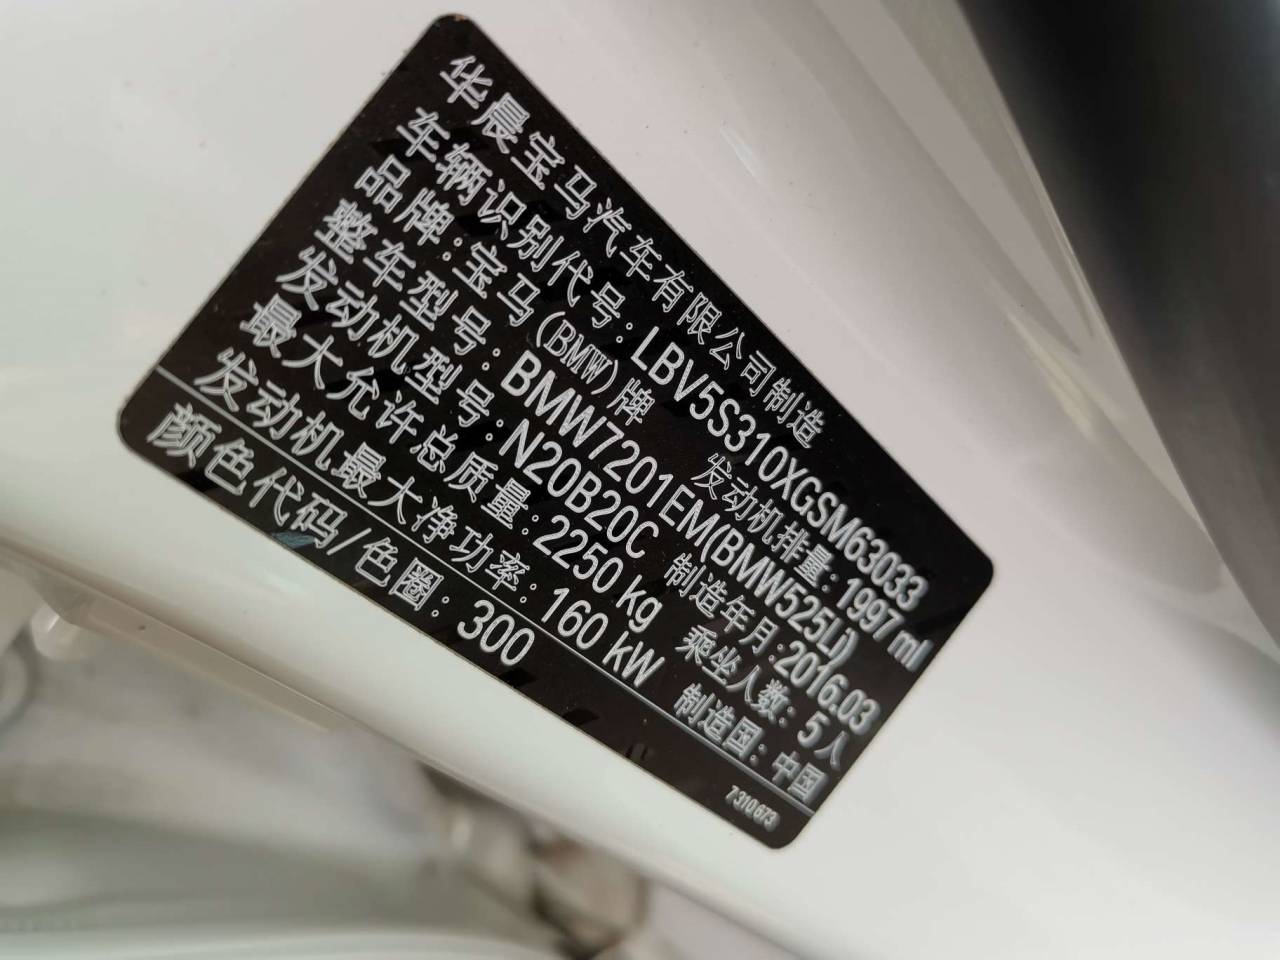 华晨宝马汽车有限公司制造
车辆识别代号: LBV5S310XGSM63033
品牌: 宝马(BMW)牌 发动机排量: 1997 ml
整车型号: BMW7201EM(BMW525Li)
发动机型号: N20B20C 制造年月: 2016.03
最大允许总质量: 2250 kg 乘坐人数: 5人
发动机最大净功率: 160 kW 制造国: 中国
颜色代码/色圈: 300
7310673